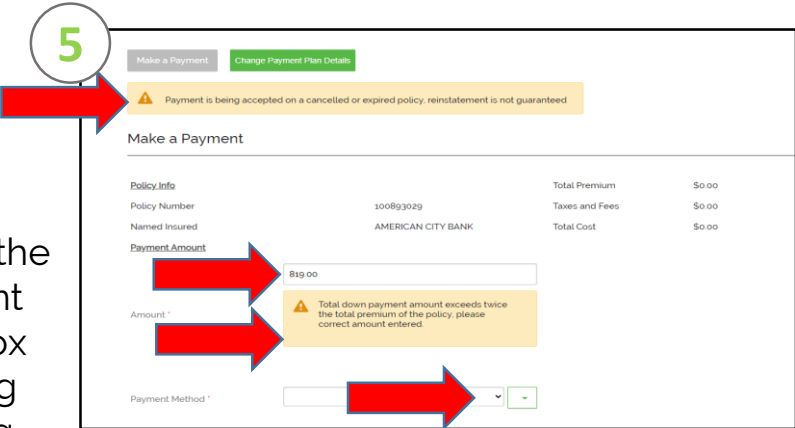 5
Make a Payment Change Payment Plan Details
Payment is being accepted on a cancelled or expired policy, reinstatement is not guaranteed
Make a Payment
Policy Info Total Premium $0.00
Policy Number 100893029 Taxes and Fees $0.00
Named Insured AMERICAN CITY BANK Total Cost $0.00
the
Payment Amount
819.00
Total down payment amount exceeds twice
the total premium of the policy, please
correct amount entered.
Amount *
Payment Method *